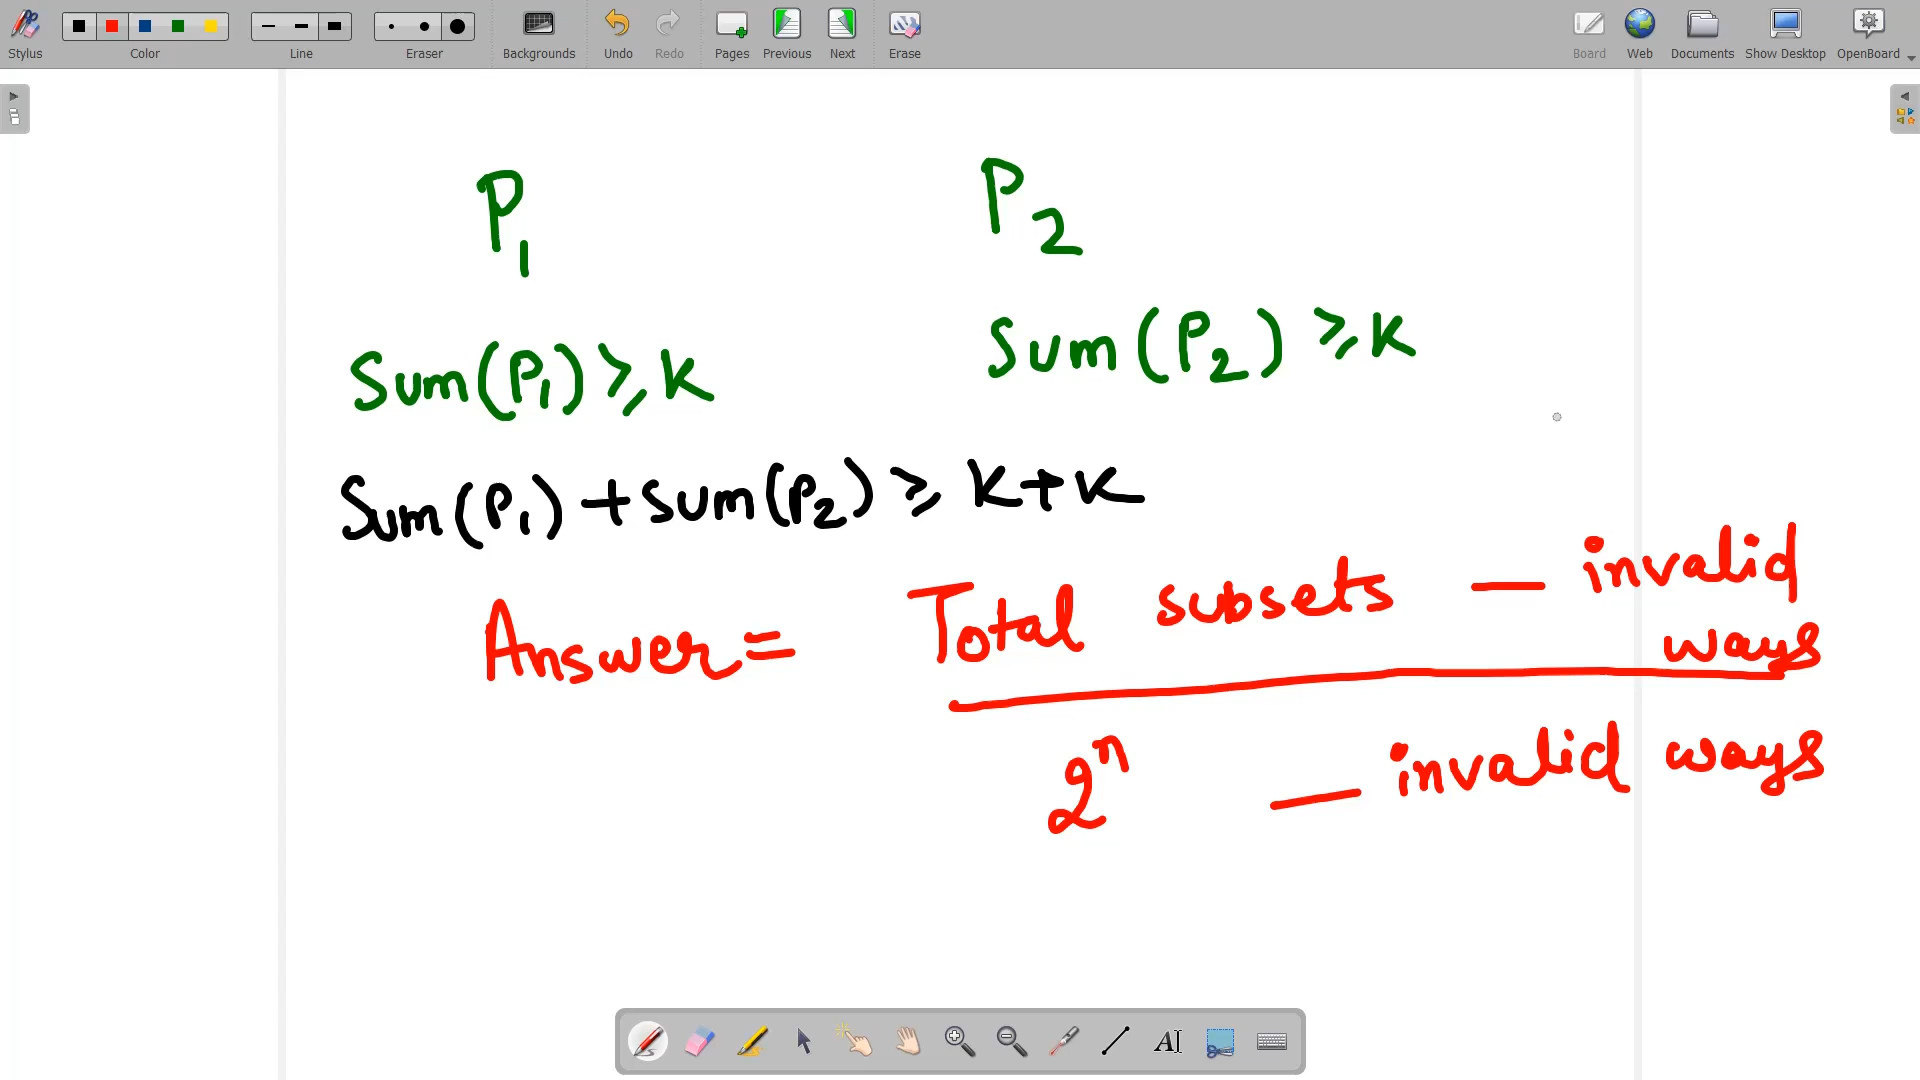 Stylus Color Line Eraser Backgrounds Undo Redo Pages Previous Next Erase Board Web Documents Show Desktop OpenBoard
P1 P2
Sum(P1) ≥ K Sum(P2) ≥ K
Sum(P1) + Sum(P2) ≥ K + K
Answer = Total subsets — invalid
ways
2^n — invalid ways
AI